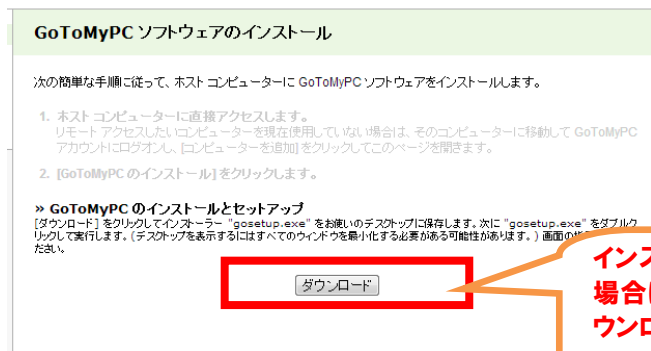 GoToMyPC ソフトウェアのインストール
次の簡単な手順に従って、ホスト コンピューターに GoToMyPC ソフトウェアをインストールします。
1. ホスト コンピューターに直接アクセスします。
リモート アクセスしたいコンピューターを現在使用していない場合は、そのコンピューターに移動して GoToMyPC
アカウントにログオンし、[コンピューターを追加] をクリックしてこのページを開きます。
2. [GoToMyPC のインストール] をクリックします。
» GoToMyPC のインストールとセットアップ
[ダウンロード] をクリックしてインストーラー "gosetup.exe" をお使いのデスクトップに保存します。次に "gosetup.exe" をダブルク
リックして実行します。(デスクトップを表示するにはすべてのウィンドウを最小化する必要がある可能性があります。) 画面の
ださい。
ダウンロード
インス
場合
ウンロ